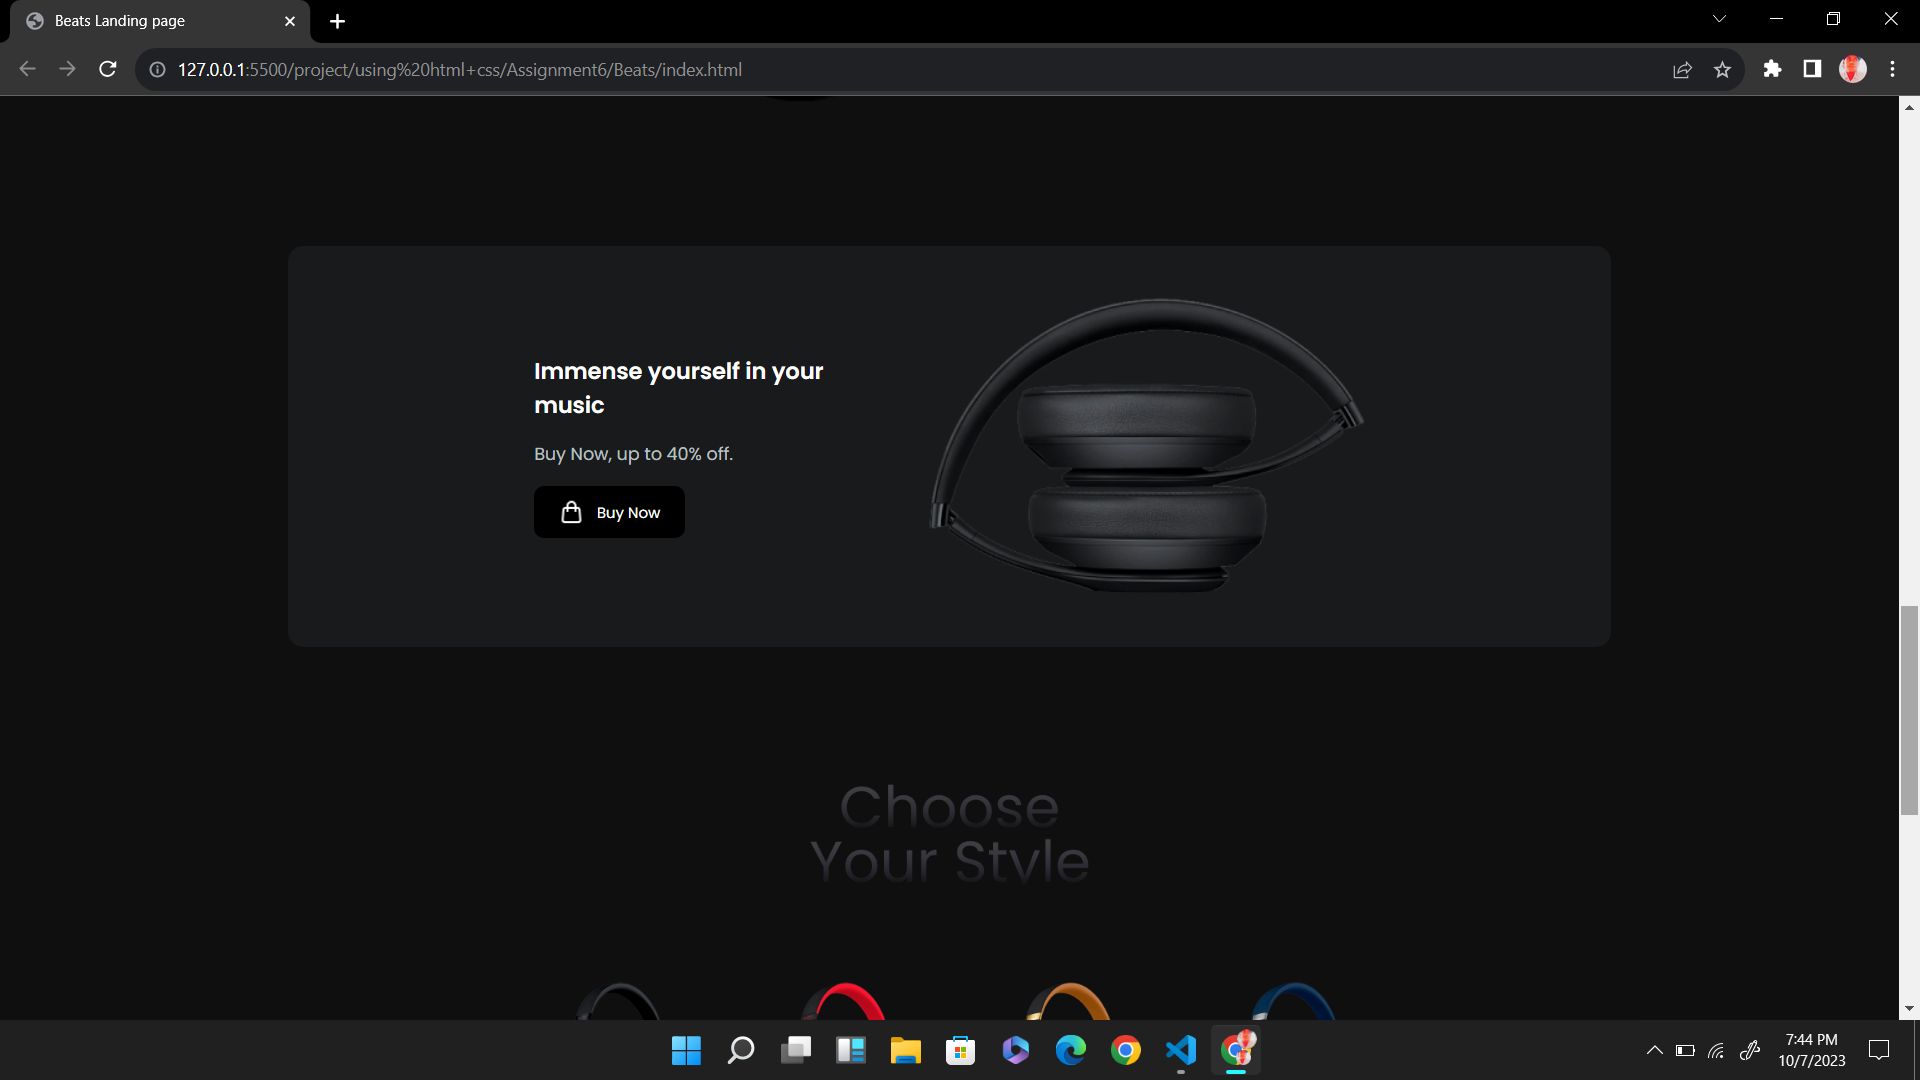 Beats Landing page
127.0.0.1:5500/project/using%20html+css/Assignment6/Beats/index.html
Immense yourself in your
music
Buy Now, up to 40% off.
Buy Now
Choose
Your Style
7:44 PM
10/7/2023